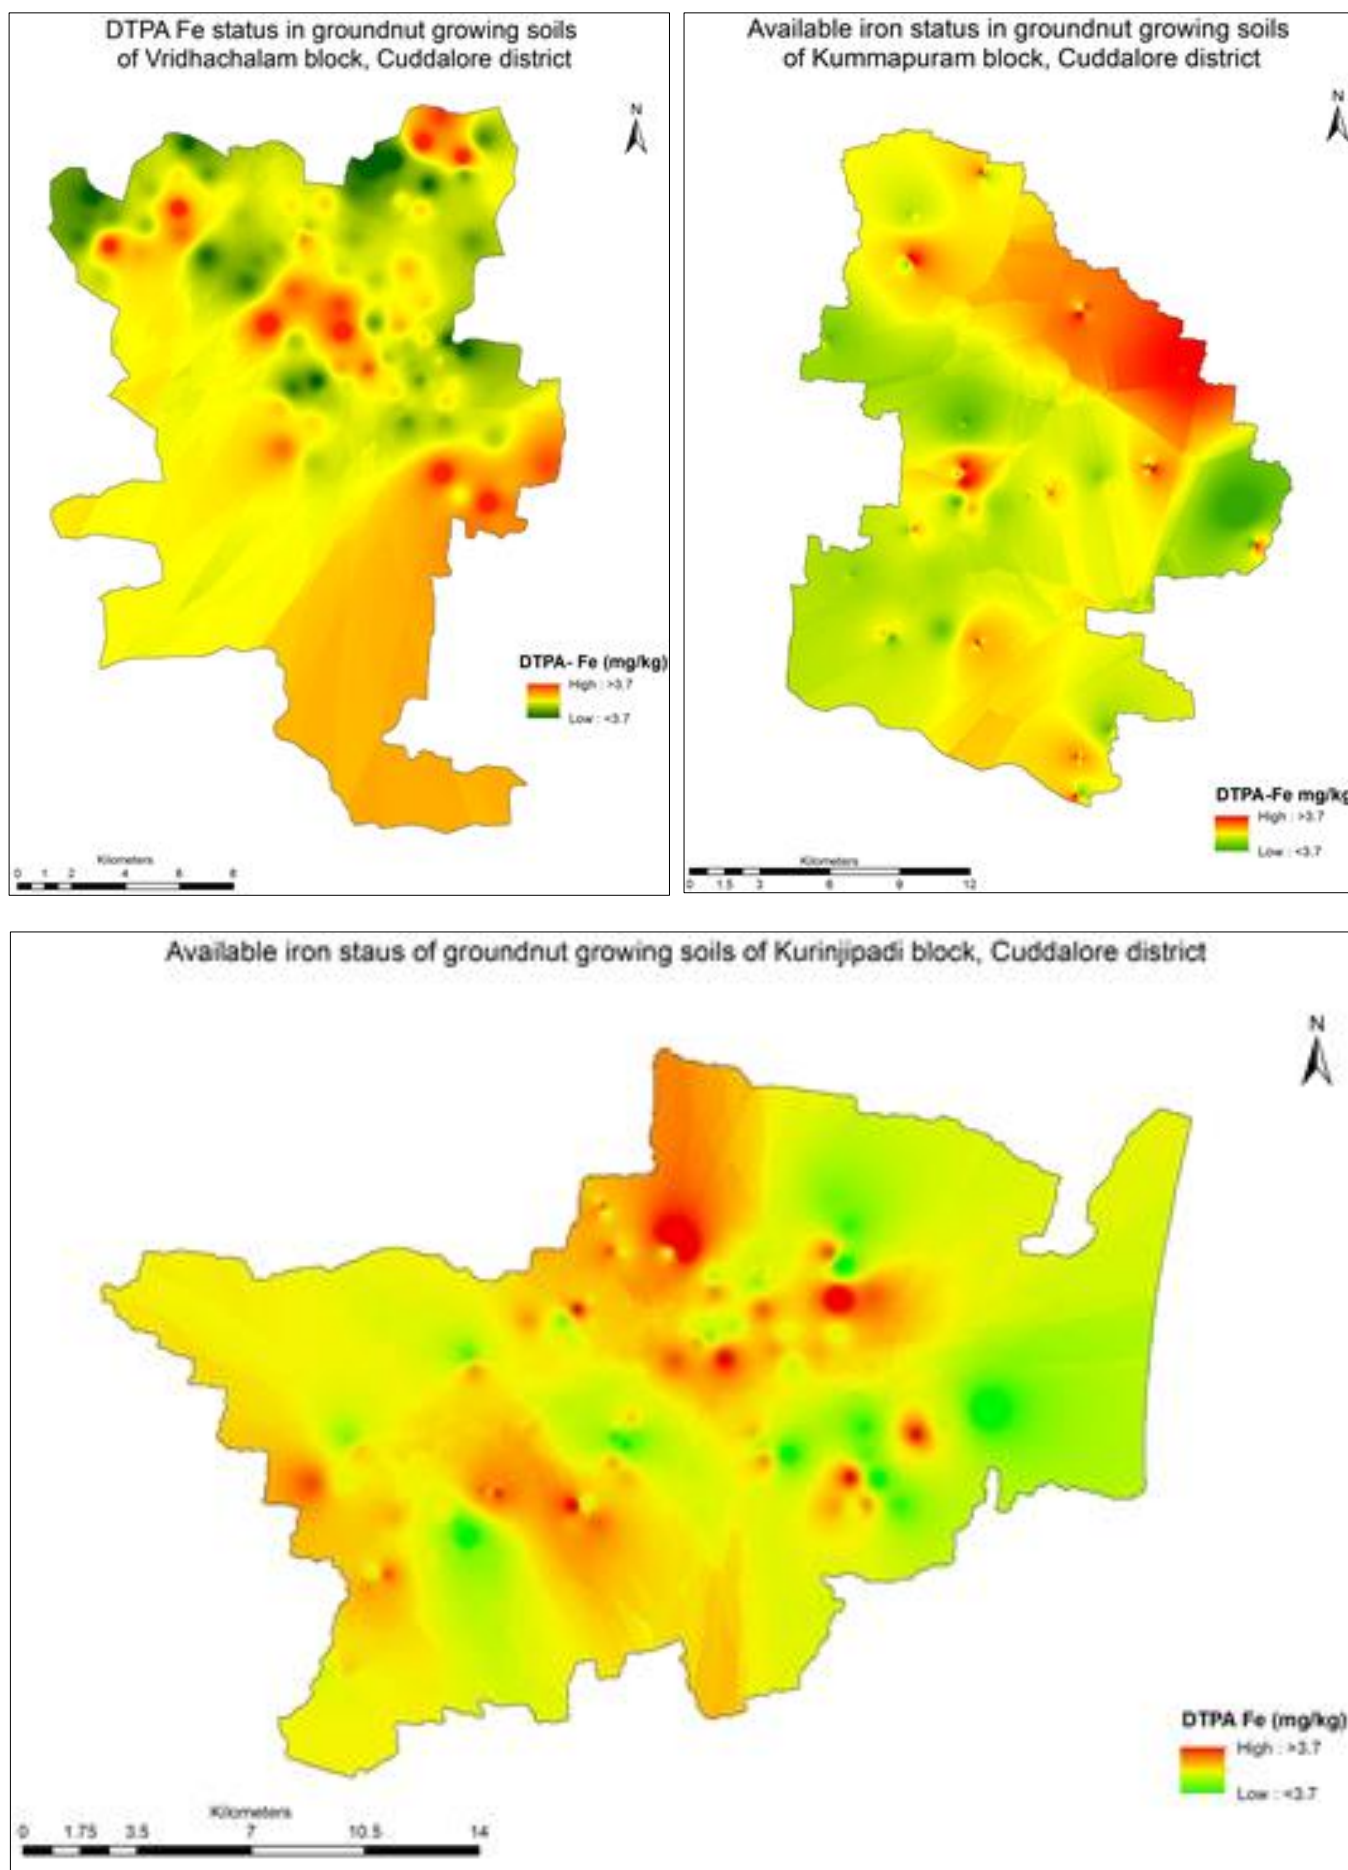 DTPA Fe status in groundnut growing soils
of Vridhachalam block, Cuddalore district
N
DTPA- Fe (mg/kg)
High : >3.7
Low : <3.7
Kilometers
0 1 2 4 6 8
Available iron status in groundnut growing soils
of Kummapuram block, Cuddalore district
N
DTPA-Fe mg/kg
High : >3.7
Low : <3.7
Kilometers
0 1.5 3 6 9 12
Available iron staus of groundnut growing soils of Kurinjipadi block, Cuddalore district
N
DTPA Fe (mg/kg)
High : >3.7
Low : <3.7
Kilometers
0 1.75 3.5 7 10.5 14